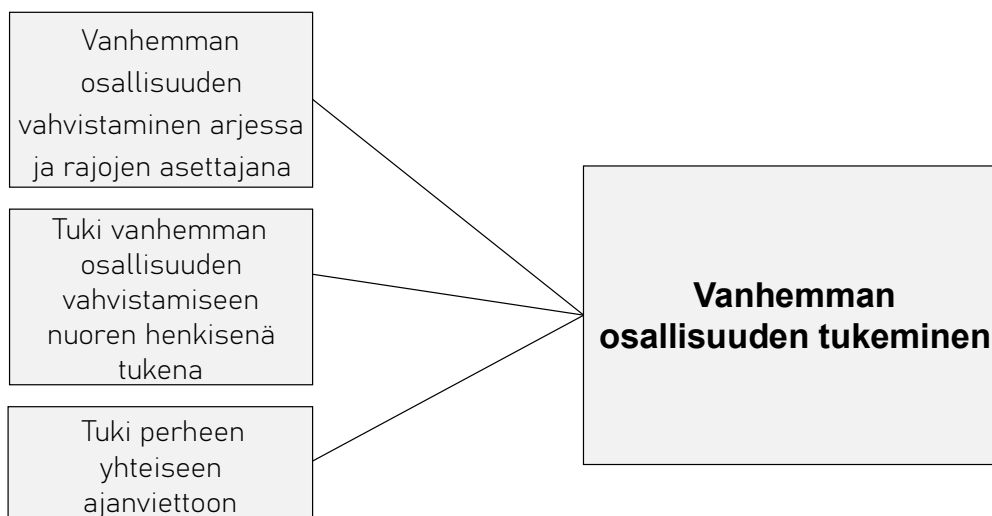 Vanhemman
osallisuuden
vahvistaminen arjessa
ja rajojen asettajana
Tuki vanhemman
osallisuuden
vahvistamiseen
nuoren henkisenä
tukena
Tuki perheen
yhteiseen
ajanviettoon
Vanhemman
osallisuuden tukeminen